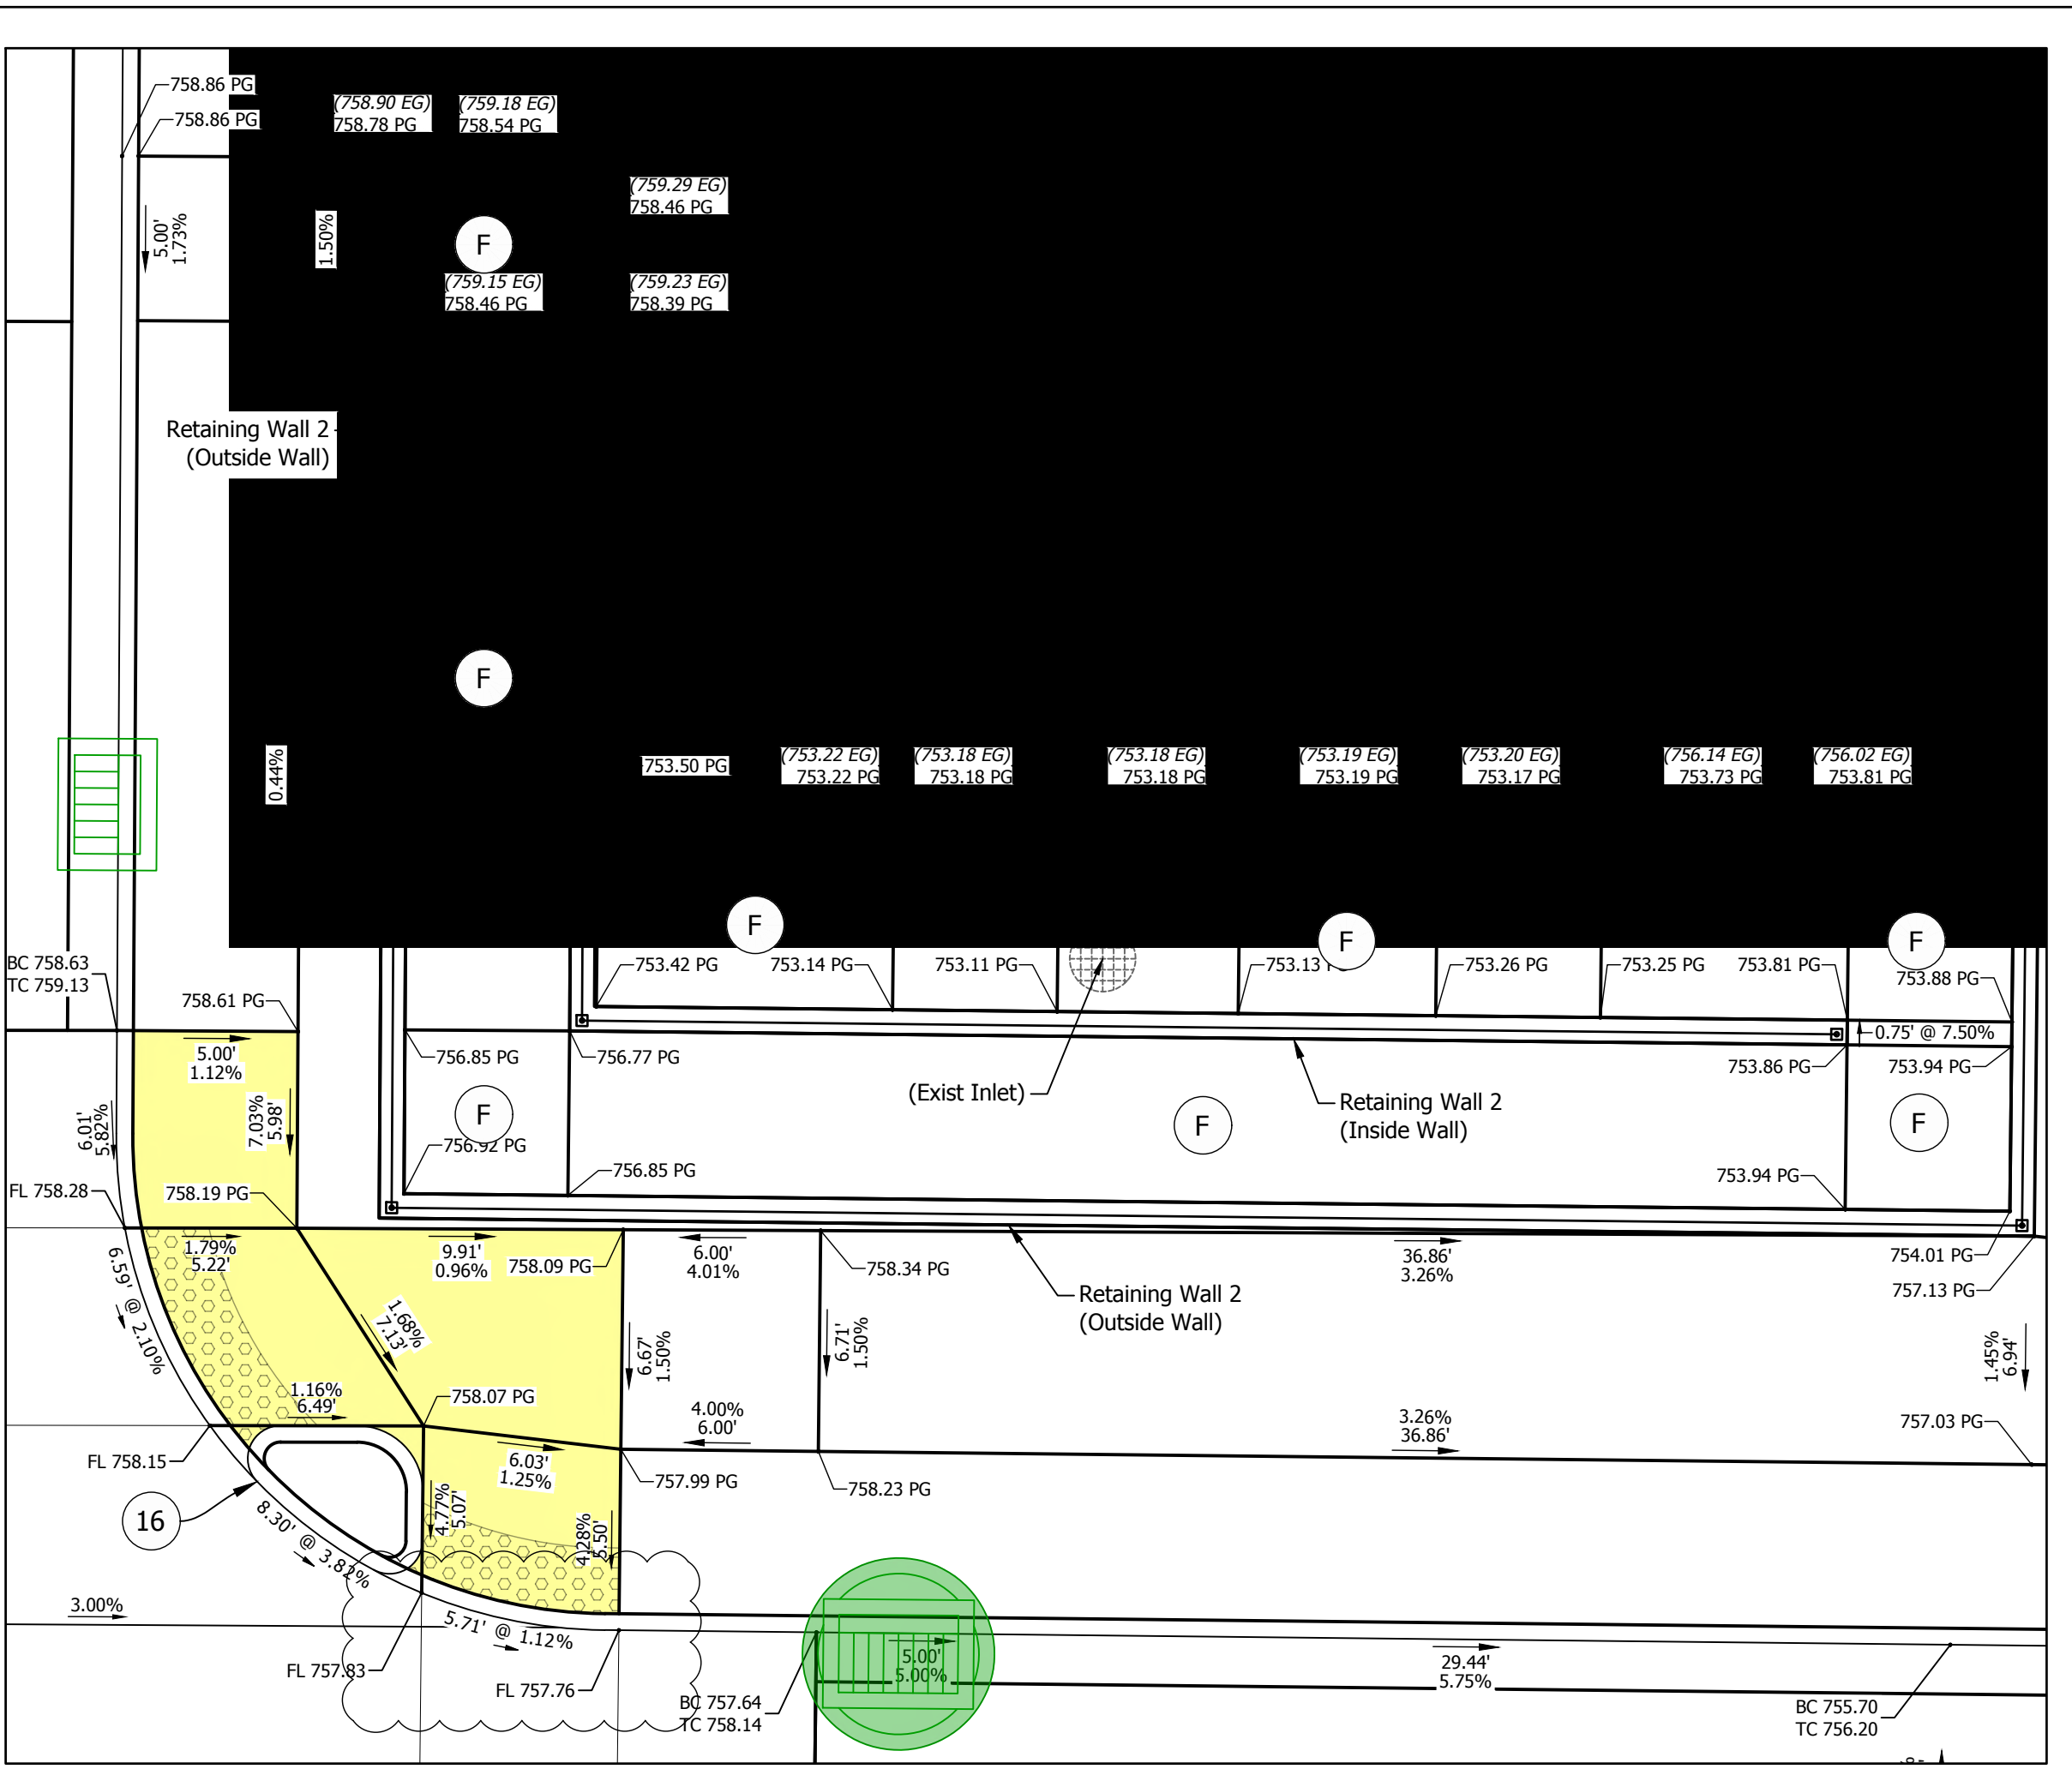 758.86 PG
758.86 PG
(758.90 EG)
758.78 PG
(759.18 EG)
758.54 PG
(759.29 EG)
758.46 PG
5.00'
1.73%
1.50%
F
(759.15 EG)
758.46 PG
(759.23 EG)
758.39 PG
Retaining Wall 2
(Outside Wall)
F
0.44%
753.50 PG
(753.22 EG)
753.22 PG
(753.18 EG)
753.18 PG
(753.18 EG)
753.18 PG
(753.19 EG)
753.19 PG
(753.20 EG)
753.17 PG
(756.14 EG)
753.73 PG
(756.02 EG)
753.81 PG
F
F
F
BC 758.63
TC 759.13
758.61 PG
753.42 PG
753.14 PG
753.11 PG
753.13
753.26 PG
753.25 PG
753.81 PG
753.88 PG
5.00'
1.12%
756.85 PG
756.77 PG
0.75' @ 7.50%
753.86 PG
753.94 PG
(Exist Inlet)
Retaining Wall 2
(Inside Wall)
6.01'
5.82%
7.03%
5.98'
F
F
F
756.92 PG
756.85 PG
753.94 PG
FL 758.28
758.19 PG
1.79%
5.22'
9.91'
0.96%
758.09 PG
6.00'
4.01%
758.34 PG
36.86'
3.26%
754.01 PG
757.13 PG
Retaining Wall 2
(Outside Wall)
6.59' @ 2.10%
1.68%
7.13'
6.67'
1.50%
6.71'
1.50%
1.45%
6.94'
1.16%
6.49'
758.07 PG
4.00%
6.00'
3.26%
36.86'
757.03 PG
FL 758.15
6.03'
1.25%
757.99 PG
758.23 PG
16
8.30' @ 3.82%
4.77%
5.07'
4.28%
5.50'
3.00%
5.71' @ 1.12%
FL 757.83
FL 757.76
BC 757.64
TC 758.14
5.00'
5.00%
29.44'
5.75%
BC 755.70
TC 756.20